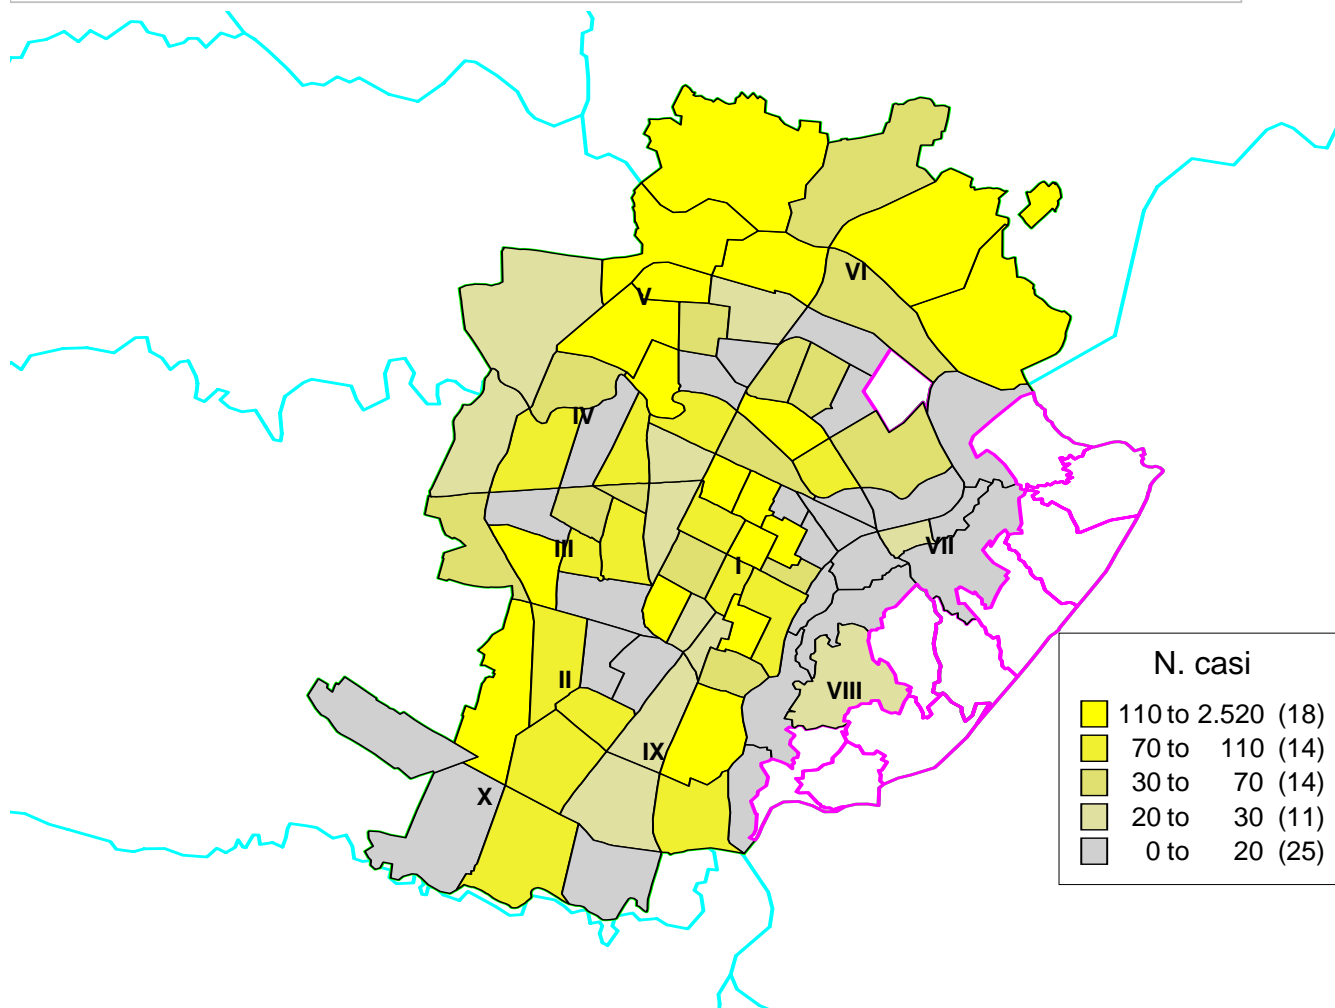 VI
V
IV
III
VII
I
II
VIII
IX
X
N. casi
110 to 2.520 (18)
70 to 110 (14)
30 to 70 (14)
20 to 30 (11)
0 to 20 (25)